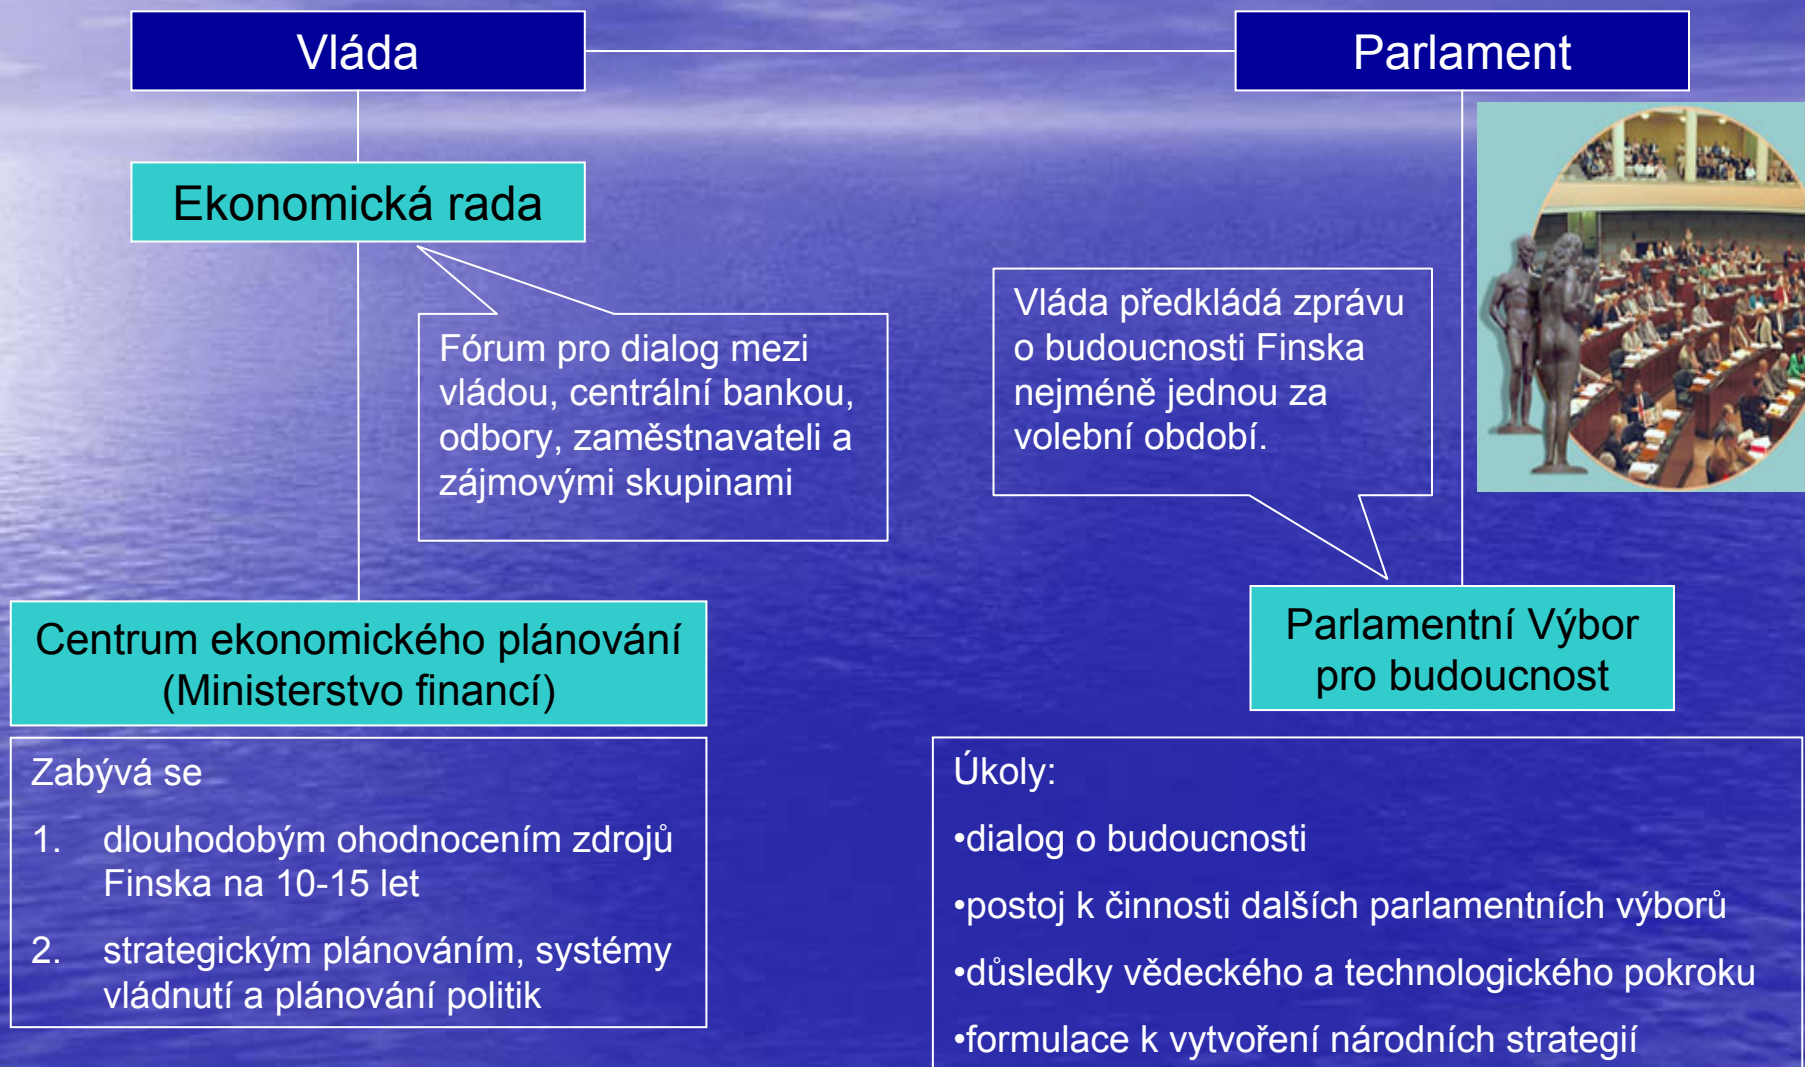 Vláda
Parlament
Ekonomická rada
Fórum pro dialog mezi
vládou, centrální bankou,
odbory, zaměstnavateli a
zájmovými skupinami
Vláda předkládá zprávu
o budoucnosti Finska
nejméně jednou za
volební období.
Centrum ekonomického plánování
(Ministerstvo financí)
Parlamentní Výbor
pro budoucnost
Zabývá se
1. dlouhodobým ohodnocením zdrojů
Finska na 10-15 let
2. strategickým plánováním, systémy
vládnutí a plánování politik
Úkoly:
•dialog o budoucnosti
•postoj k činnosti dalších parlamentních výborů
•důsledky vědeckého a technologického pokroku
•formulace k vytvoření národních strategií